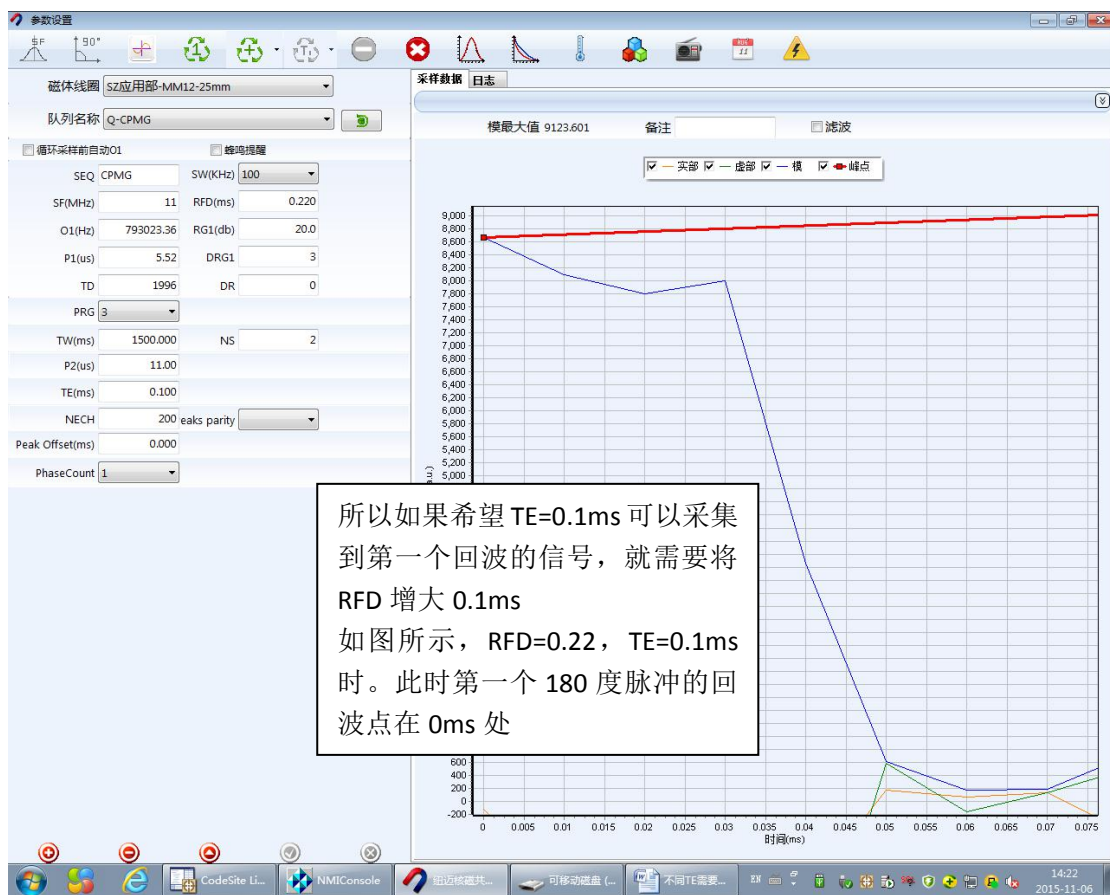 参数设置
SF
90°
1
磁体线圈 SZ应用部-MM12-25mm
队列名称 Q-CPMG
循环采样前自动O1 蜂鸣提醒
SEQ CPMG SW(KHz) 100
SF(MHz) 11 RFD(ms) 0.220
O1(Hz) 793023.36 RG1(db) 20.0
P1(us) 5.52 DRG1 3
TD 1996 DR 0
PRG 3
TW(ms) 1500.000 NS 2
P2(us) 11.00
TE(ms) 0.100
NECH 200 eaks parity
Peak Offset(ms) 0.000
PhaseCount 1
采样数据 日志
模最大值 9123.601 备注 滤波
实部 虚部 模 峰点
9,000
8,800
8,600
8,400
8,200
8,000
7,800
7,600
7,400
7,200
7,000
6,800
6,600
6,400
6,200
6,000
5,800
5,600
5,400
5,200
5,000
a.u.)
所以如果希望 TE=0.1ms 可以采集
到第一个回波的信号，就需要将
RFD 增大 0.1ms
如图所示，RFD=0.22，TE=0.1ms
时。此时第一个 180 度脉冲的回
波点在 0ms 处
600
400
200
0
-200
0 0.005 0.01 0.015 0.02 0.025 0.03 0.035 0.04 0.045 0.05 0.055 0.06 0.065 0.07 0.075
时间(ms)
CodeSite Li... NMIConsole 纽迈核磁共... 可移动磁盘 (... 不同TE需要... EN 14:22
2015-11-06